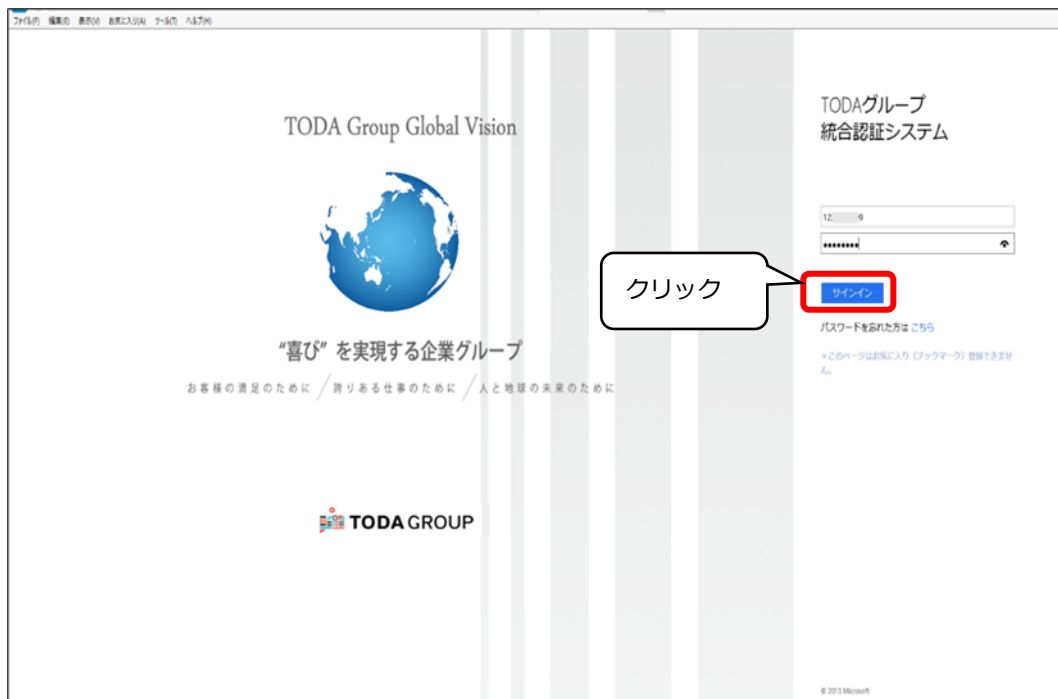 ファイル(F) 編集(E) 表示(V) お気に入り(A) ツール(T) ヘルプ(H)
TODA Group Global Vision
“喜び” を実現する企業グループ
お客様の満足のために / 誇りある仕事のために /人と地球の未来のために
TODA GROUP
TODAグループ
統合認証システム
12 9
••••••••
クリック
サインイン
パスワードを忘れた方は こちら
*このページはお気に入り (ブックマーク) 登録できませ
ん。
© 2013 Microsoft